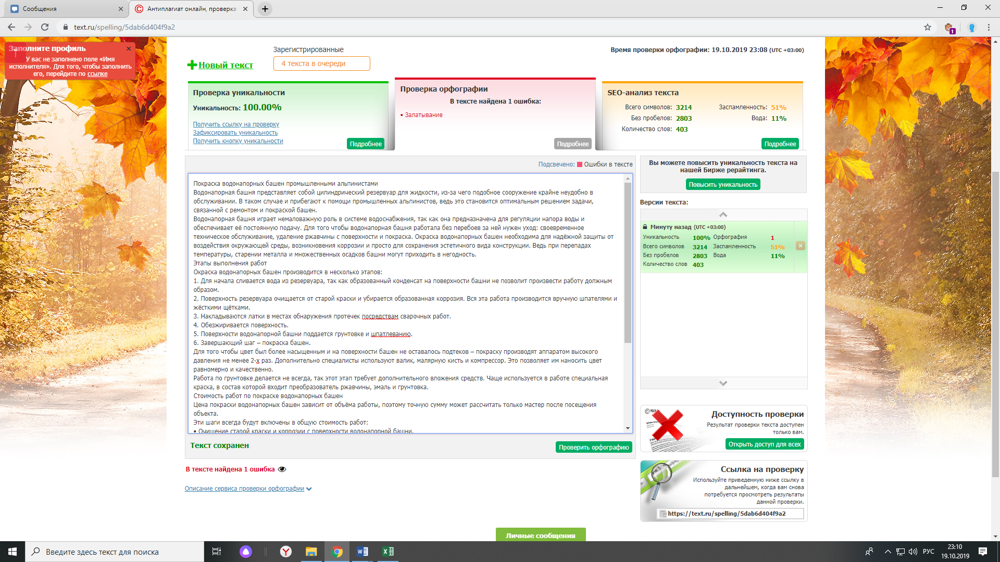 Сообщения
Антиплагиат онлайн, проверка
text.ru/spelling/5dab6d404f9a2
1
Заполните профиль
У вас не заполнено поле «Имя
исполнителя». Для того, чтобы заполнить
его, перейдите по ссылке
Новый текст
Зарегистрированные
4 текста в очереди
Время проверки орфографии: 19.10.2019 23:08 (UTC +03:00)
Проверка уникальности
Уникальность: 100.00%
Получить ссылку на проверку
Зафиксировать уникальность
Получить кнопку уникальности
Подробнее
Проверка орфографии
В тексте найдена 1 ошибка:
• Залатывание
Подробнее
SEO-анализ текста
Всего символов: 3214
Без пробелов: 2803
Количество слов: 403
Заспамленность: 51%
Вода: 11%
Подробнее
Подсвечено: Ошибки в тексте
Покраска водонапорных башен промышленными альпинистами
Водонапорная башня представляет собой цилиндрический резервуар для жидкости, из-за чего подобное сооружение крайне неудобно в
обслуживании. В таком случае и прибегают к помощи промышленных альпинистов, ведь это становится оптимальным решением задачи,
связанной с ремонтом и покраской башен.
Водонапорная башня играет немаловажную роль в системе водоснабжения, так как она предназначена для регуляции напора воды и
обеспечивает её постоянную подачу. Для того чтобы водонапорная башня работала без перебоев за ней нужен уход: своевременное
техническое обслуживание, удаление ржавчины с поверхности и покраска. Окраска водонапорных башен необходима для надёжной защиты от
воздействия окружающей среды, возникновения коррозии и просто для сохранения эстетичного вида конструкции. Ведь при перепадах
температуры, старении металла и множественных осадков башни могут приходить в негодность.
Этапы выполнения работ
Окраска водонапорных башен производится в несколько этапов:
1. Для начала сливается вода из резервуара, так как образованный конденсат на поверхности башни не позволит произвести работу должным
образом.
2. Поверхность резервуара очищается от старой краски и убирается образованная коррозия. Вся эта работа производится вручную шпателями и
жёсткими щётками.
3. Накладываются латки в местах обнаружения протечек посредствам сварочных работ.
4. Обезжиривается поверхность.
5. Поверхности водонапорной башни поддается грунтовке и шпатлеванию.
6. Завершающий шаг – покраска башен.
Для того чтобы цвет был более насыщенным и на поверхности башен не оставалось подтеков – покраску производят аппаратом высокого
давления не менее 2-х раз. Дополнительно специалисты используют валик, малярную кисть и компрессор. Это позволяет им наносить цвет
равномерно и качественно.
Работа по грунтовке делается не всегда, так этот этап требует дополнительного вложения средств. Чаще используется в работе специальная
краска, в состав которой входит преобразователь ржавчины, эмаль и грунтовка.
Стоимость работ по покраске водонапорных башен
Цена покраски водонапорных башен зависит от объёма работы, поэтому точную сумму может рассчитать только мастер после посещения
объекта.
Эти шаги всегда будут включены в общую стоимость работ:
• Очищение старой краски и коррозии с поверхности водонапорной башни.
Текст сохранен
Проверить орфографию
В тексте найдена 1 ошибка
Описание сервиса проверки орфографии
Вы можете повысить уникальность текста на
нашей Бирже рерайтинга.
Повысить уникальность
Версии текста:
Минуту назад (UTC +03:00)
Уникальность 100% Орфография 1
Всего символов 3214 Заспамленность 51%
Без пробелов 2803 Вода 11%
Количество слов 403
Доступность проверки
Результат проверки текста доступен
только вам.
Открыть доступ для всех
Ссылка на проверку
Используйте приведенную ниже ссылку в
дальнейшем, когда вам снова
потребуется просмотреть результаты
данной проверки.
https://text.ru/spelling/5dab6d404f9a2
Личные сообщения
Введите здесь текст для поиска
РУС
23:10
19.10.2019